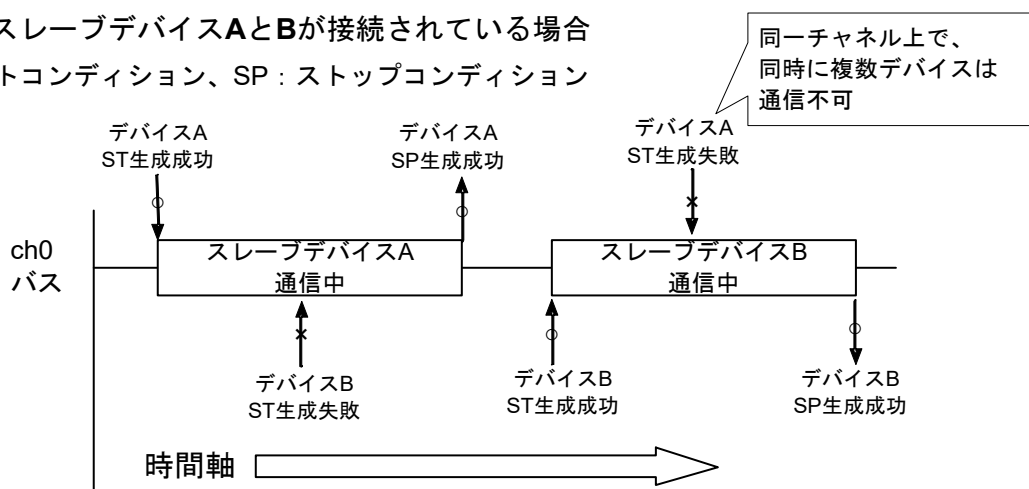 スレーブデバイスAとBが接続されている場合
トコンディション、SP：ストップコンディション
同一チャネル上で、
同時に複数デバイスは
通信不可
デバイスA
ST生成成功
デバイスA
SP生成成功
デバイスA
ST生成失敗
ch0
バス
スレーブデバイスA
通信中
スレーブデバイスB
通信中
デバイスB
ST生成失敗
デバイスB
ST生成成功
デバイスB
SP生成成功
時間軸